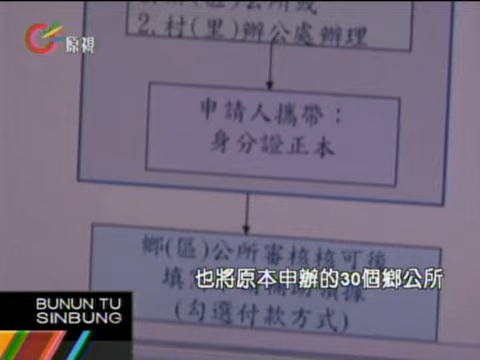 原視
2. 村(里)辦公處辦理
申請人攜帶：
身分證正本
鄉(區)公所審核核可後
也將原本申辦的30個鄉公所
(勾選付款方式)
BUNUN TU
SINBUNG